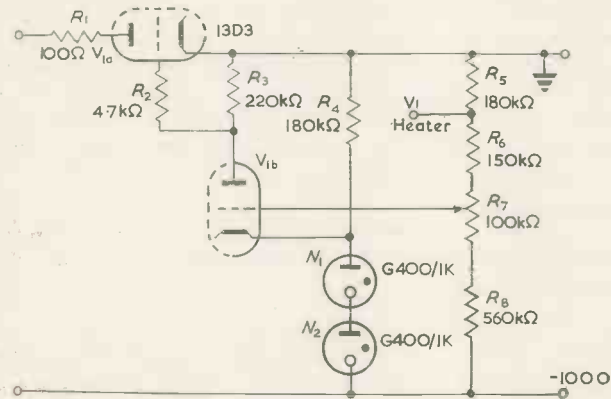 R1
100Ω V1a
13D3
R2
4·7kΩ
R3
220kΩ
R4
180kΩ
R5
180kΩ
V1
Heater
R6
150kΩ
V1b
R7
100kΩ
N1
G400/1K
N2
G400/1K
R8
560kΩ
-1000